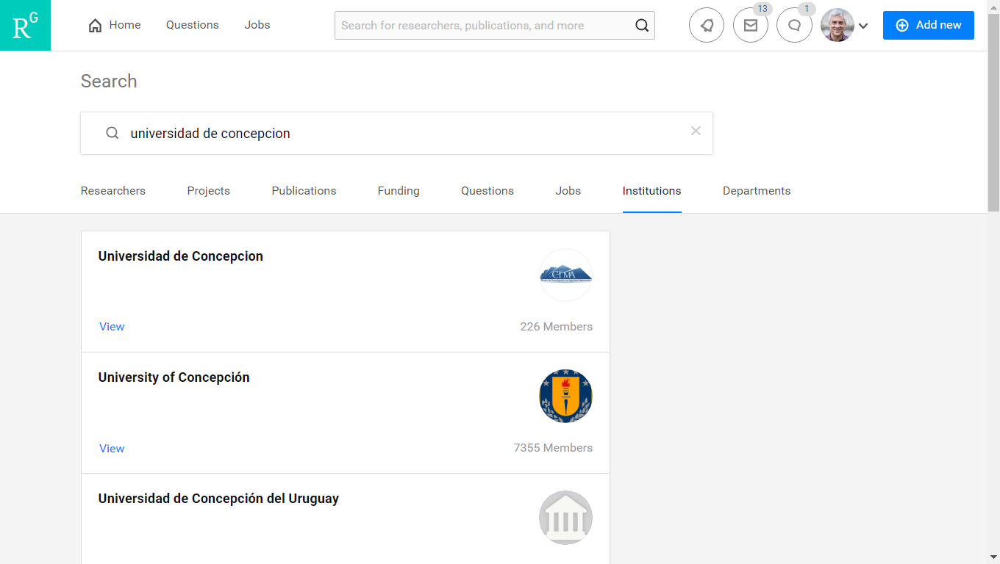 RG
Home Questions Jobs
Search for researchers, publications, and more
13
1
Add new
Search
universidad de concepcion
Researchers Projects Publications Funding Questions Jobs Institutions Departments
Universidad de Concepcion
CI²MA
View 226 Members
University of Concepción
View 7355 Members
Universidad de Concepción del Uruguay